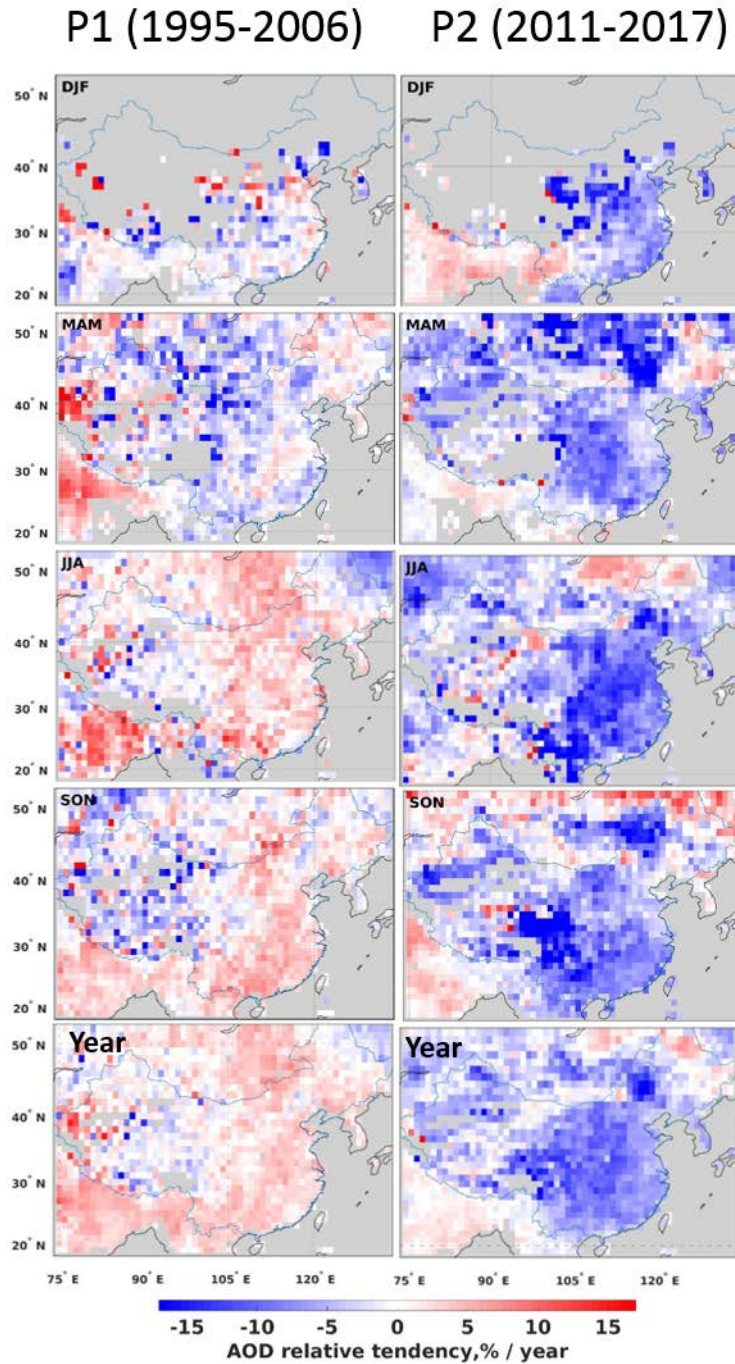 P1 (1995-2006) P2 (2011-2017)
DJF DJF
50° N
40° N
30° N
20° N
MAM MAM
50° N
40° N
30° N
20° N
JJA JJA
50° N
40° N
30° N
20° N
SON SON
50° N
40° N
30° N
20° N
Year Year
50° N
40° N
30° N
20° N
75° E 90° E 105° E 120° E 75° E 90° E 105° E 120° E
-15 -10 -5 0 5 10 15
AOD relative tendency,% / year